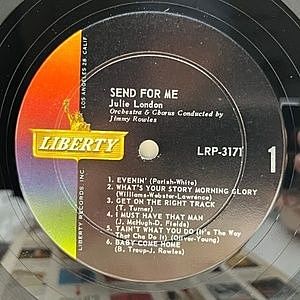 SEND FOR ME
Julie London
Orchestra & Chorus Conducted by
Jimmy Rowles
LOS ANGELES 28, CALIF.
LIBERTY
LRP-3171
1
LIBERTY RECORDS, INC.
1. EVENIN' (Parish-White)
2. WHAT'S YOUR STORY MORNING GLORY
(Williams-Webster-Lawrence)
3. GET ON THE RIGHT TRACK
(T. Turner)
4. I MUST HAVE THAT MAN
(J. McHugh-D. Fields)
5. TAIN'T WHAT YOU DO (It's The Way
That Cha Do It) (Oliver-Young)
6. BABY COME HOME
(B. Troup-J. Rowles)